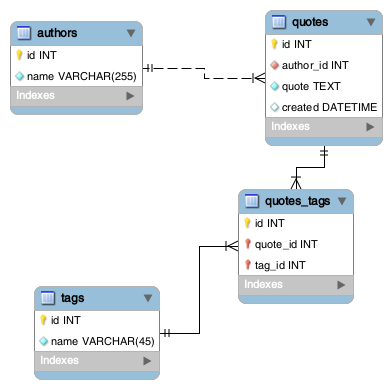 authors
id INT
name VARCHAR(255)
Indexes
quotes
id INT
author_id INT
quote TEXT
created DATETIME
Indexes
quotes_tags
id INT
quote_id INT
tag_id INT
Indexes
tags
id INT
name VARCHAR(45)
Indexes